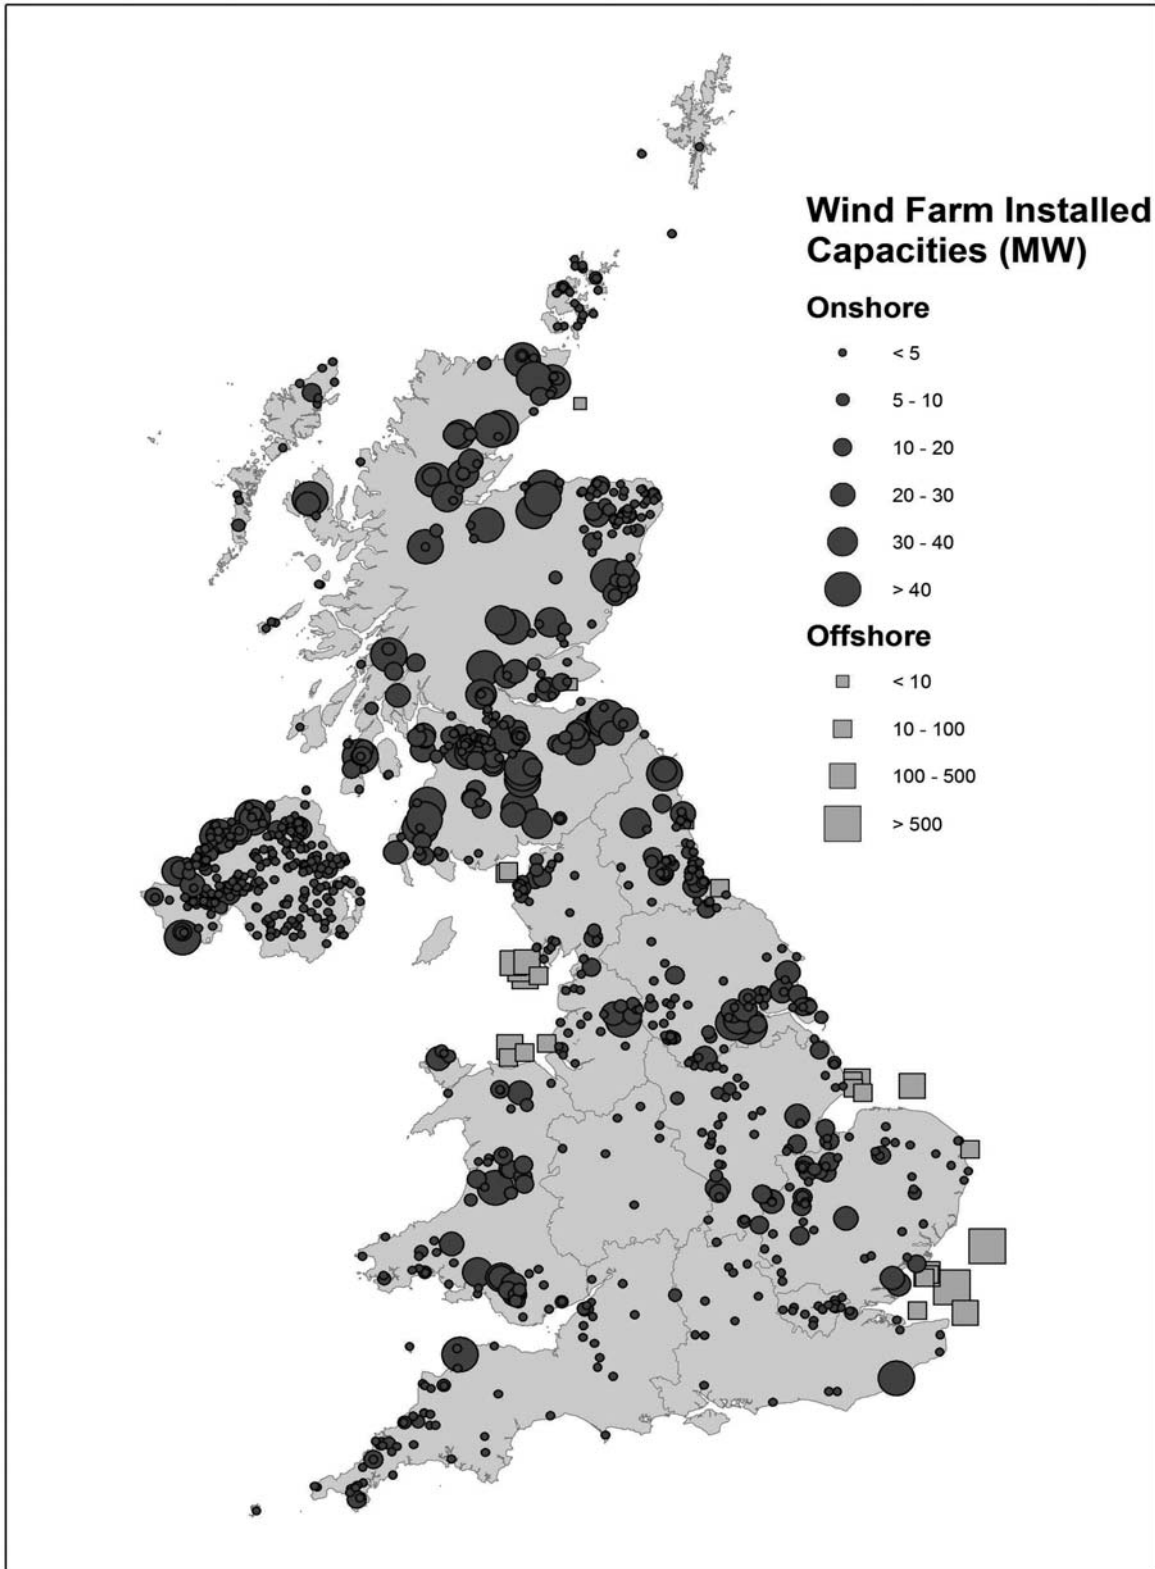 Wind Farm Installed
Capacities (MW)
Onshore
< 5
5 - 10
10 - 20
20 - 30
30 - 40
> 40
Offshore
< 10
10 - 100
100 - 500
> 500